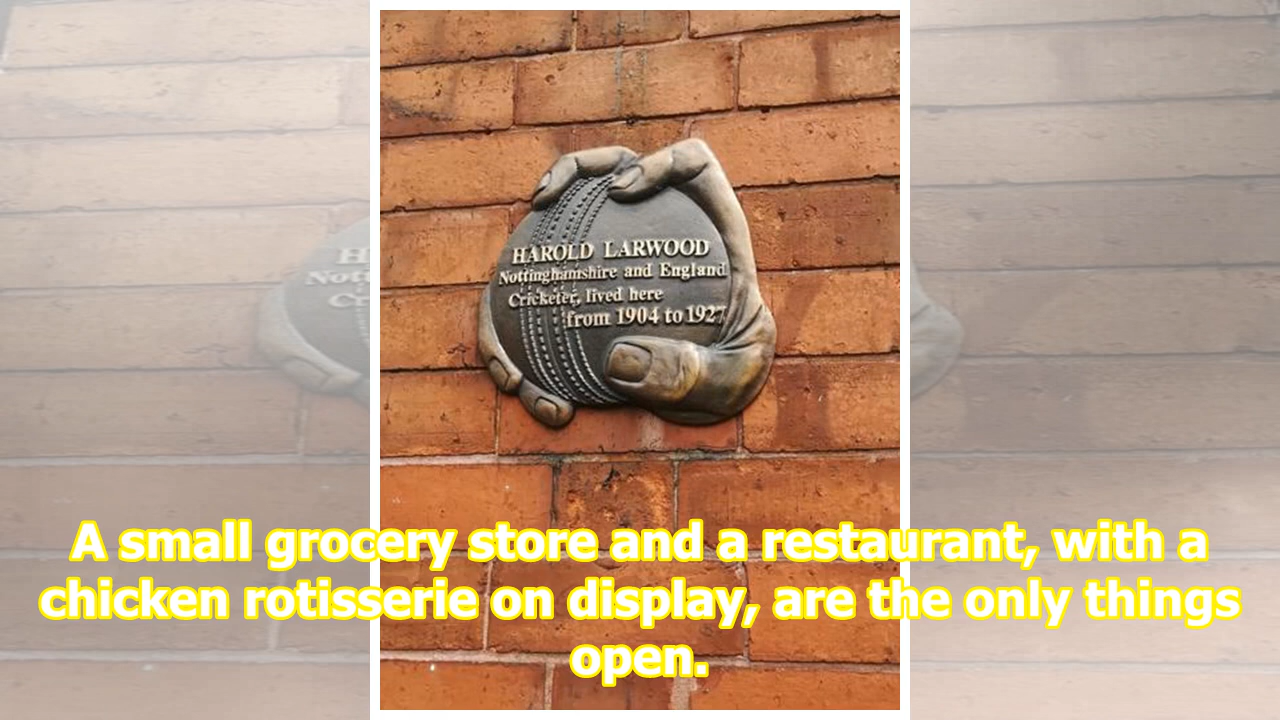 HAROLD LARWOOD
Nottinghamshire and England
Cricketer, lived here
from 1904 to 1927
A small grocery store and a restaurant, with a
chicken rotisserie on display, are the only things
open.